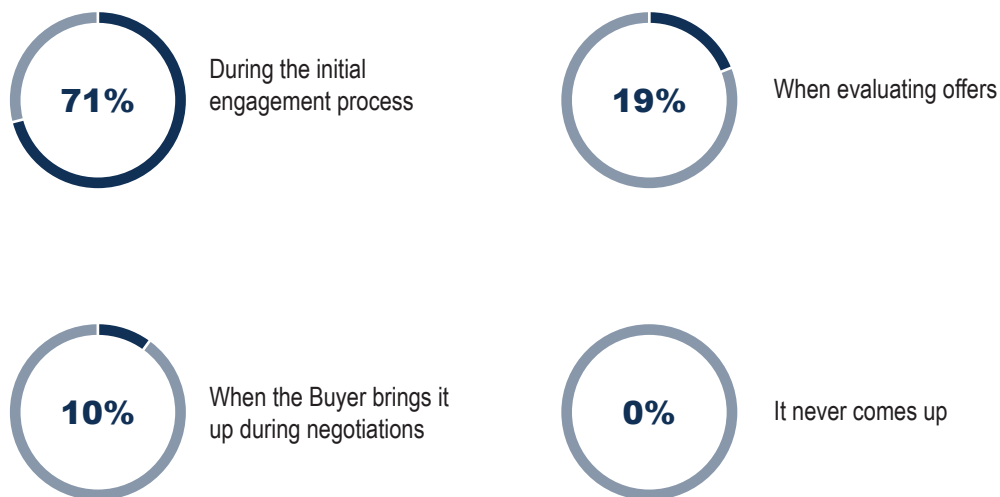 71%
During the initial
engagement process
19%
When evaluating offers
10%
When the Buyer brings it
up during negotiations
0%
It never comes up